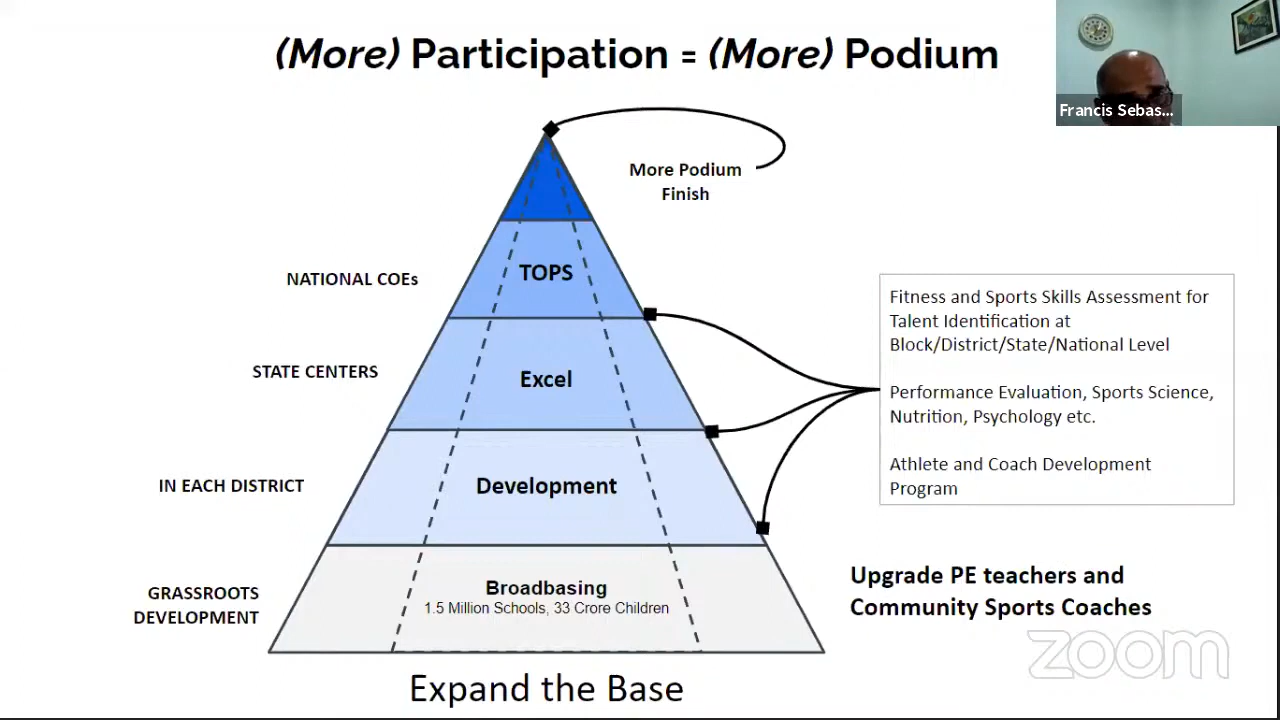 (More) Participation = (More) Podium
Francis Sebas...
More Podium
Finish
NATIONAL COEs
TOPS
STATE CENTERS
Excel
IN EACH DISTRICT
Development
GRASSROOTS
DEVELOPMENT
Broadbasing
1.5 Million Schools, 33 Crore Children
Expand the Base
Fitness and Sports Skills Assessment for
Talent Identification at
Block/District/State/National Level
Performance Evaluation, Sports Science,
Nutrition, Psychology etc.
Athlete and Coach Development
Program
Upgrade PE teachers and
Community Sports Coaches
zoom